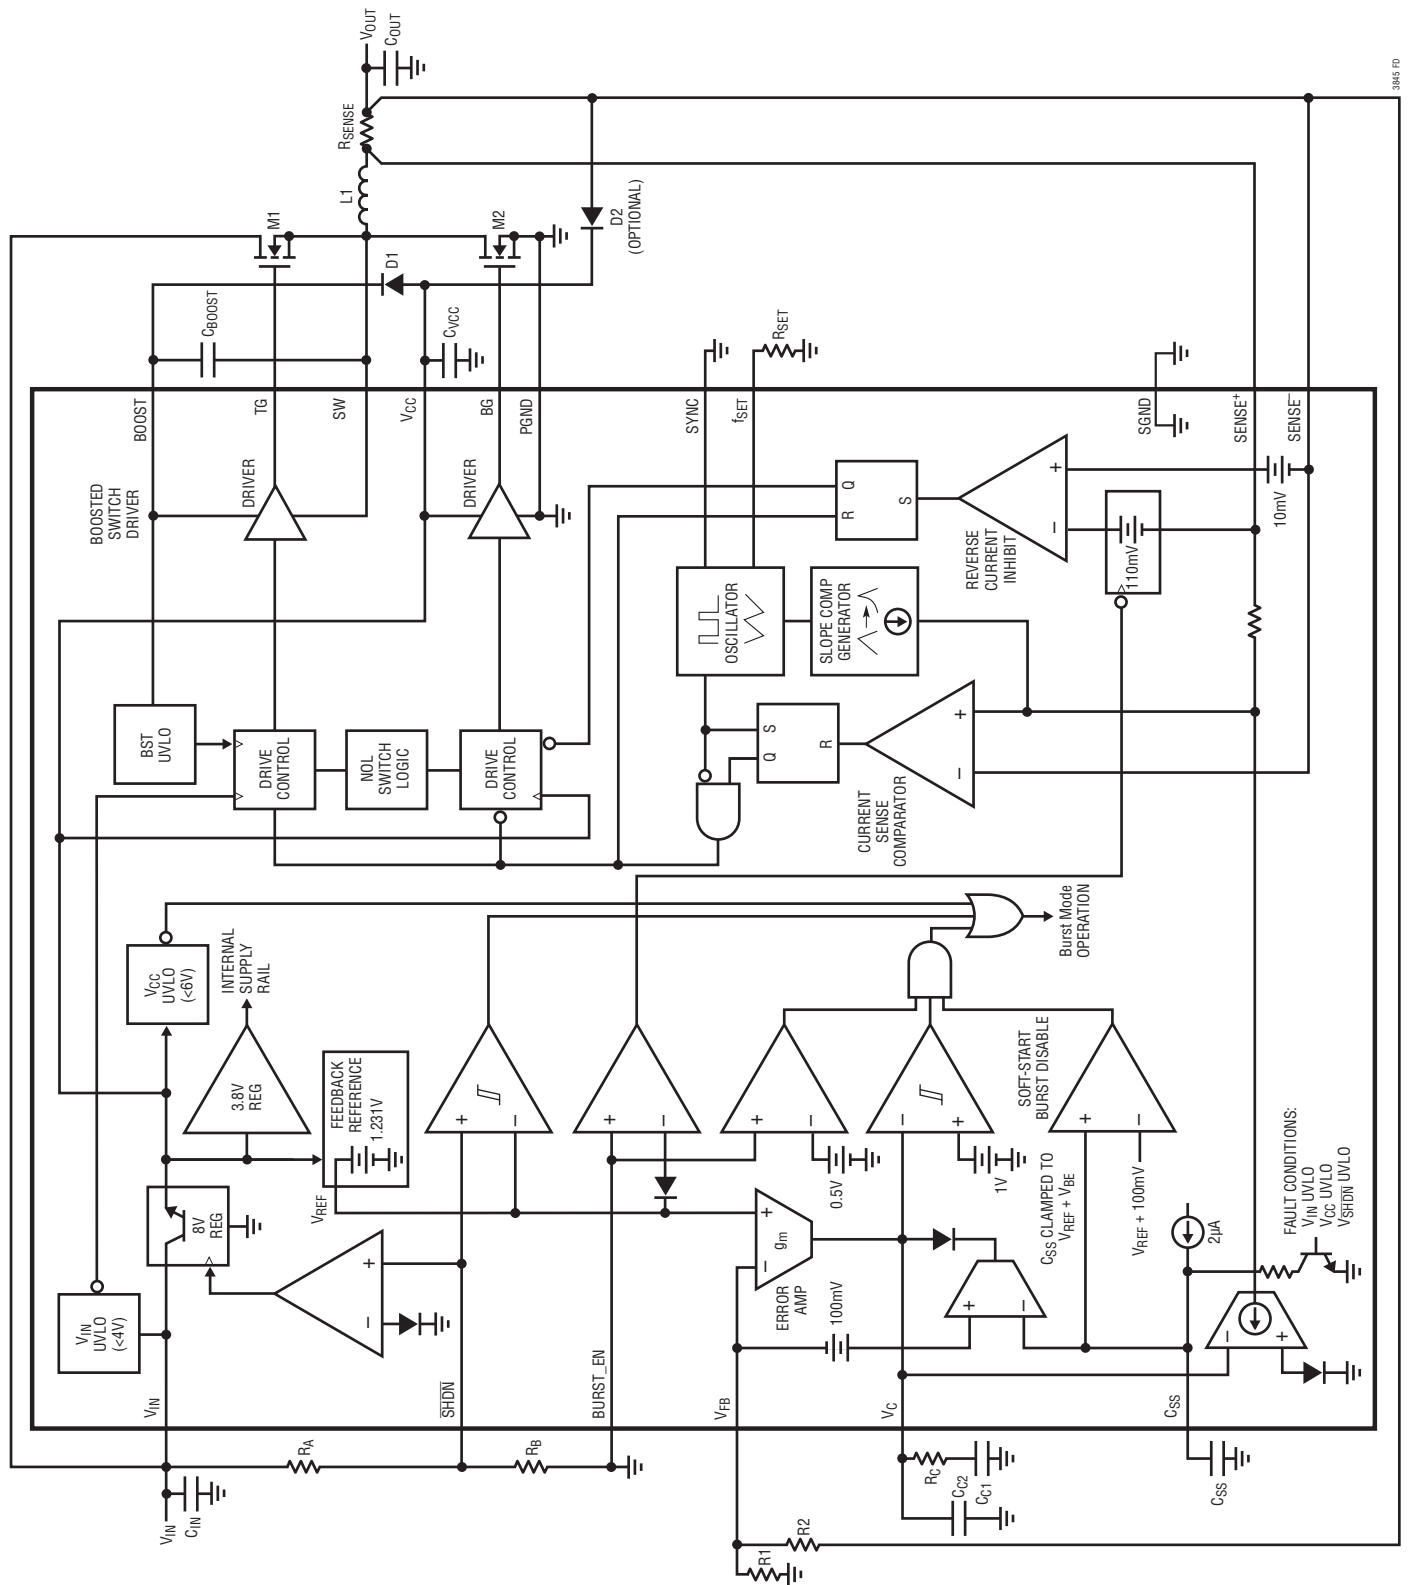 VIN
CIN
RA
RB
R1
R2
RC
CC2
CC1
CSS
VIN
SHDN
BURST_EN
VFB
VC
CSS
VIN
UVLO
(<4V)
8V
REG
VCC
UVLO
(<6V)
3.8V
REG
INTERNAL
SUPPLY
RAIL
FEEDBACK
REFERENCE
1.231V
VREF
+
–
+
–
+
–
+
–
0.5V
–
+
1V
SOFT-START
BURST DISABLE
+
–
VREF + 100mV
+
–
gm
ERROR
AMP
100mV
+
–
CSS CLAMPED TO
VREF + VBE
2µA
–
+
FAULT CONDITIONS:
VIN UVLO
VCC UVLO
VSHDN UVLO
Burst Mode
OPERATION
BST
UVLO
DRIVE
CONTROL
NOL
SWITCH
LOGIC
DRIVE
CONTROL
BOOSTED
SWITCH
DRIVER
DRIVER
DRIVER
OSCILLATOR
SLOPE COMP
GENERATOR
S
Q
R
+
–
CURRENT
SENSE
COMPARATOR
Q
R
S
REVERSE
CURRENT
INHIBIT
+
–
110mV
10mV
BOOST
TG
SW
VCC
BG
PGND
SYNC
fSET
SGND
SENSE+
SENSE–
CBOOST
D1
CVCC
M1
M2
L1
RSENSE
VOUT
COUT
D2
(OPTIONAL)
RSET
3845 FD